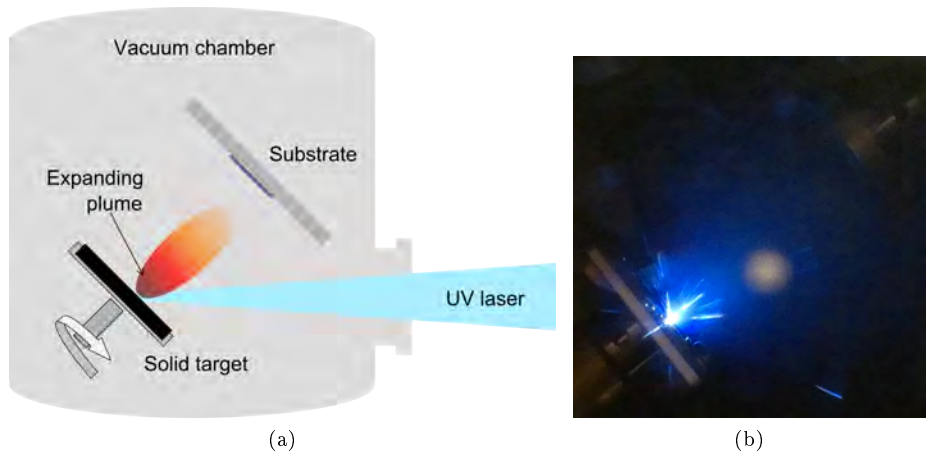 Vacuum chamber
Substrate
Expanding
plume
UV laser
Solid target
(a)
(b)